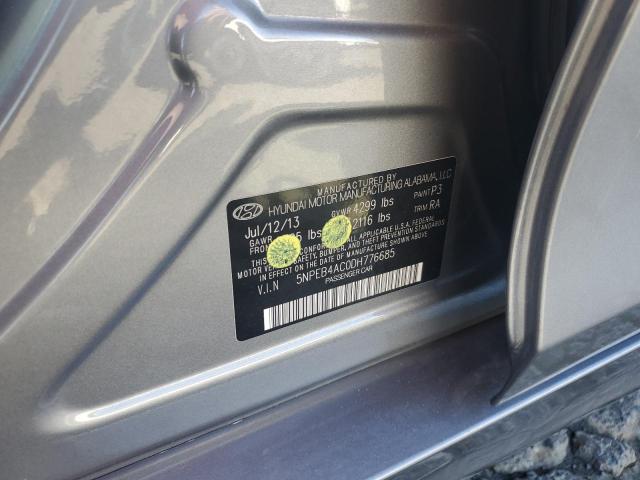 MANUFACTURED BY
HYUNDAI MOTOR MANUFACTURING ALABAMA, LLC
Jul/12/13 GVWR 4299 lbs PAINT P3
GAWR lbs 2116 lbs TRIM RA
THIS CONFORMS TO ALL APPLICABLE U.S.A. FEDERAL
MOTOR SAFETY, BUMPER, AND THEFT PREVENTION STANDARDS
IN EFFECT ON THE DATE OF MANUFACTURE SHOWN ABOVE.
V.I.N 5NPEB4AC0DH776685
PASSENGER CAR